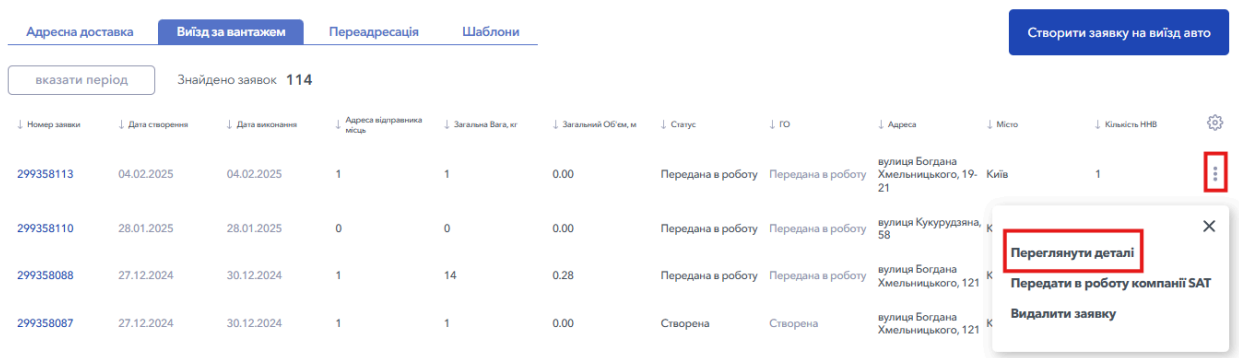 Адресна доставка Виїзд за вантажем Переадресація Шаблони Створити заявку на виїзд авто
вказати період Знайдено заявок 114
↓ Номер заявки ↓ Дата створення ↓ Дата виконання ↓ Адреса відправника місць ↓ Загальна Вага, кг ↓ Загальний Об'єм, м ↓ Статус ↓ ГО ↓ Адреса ↓ Місто ↓ Кількість ННВ
299358113 04.02.2025 04.02.2025 1 1 0.00 Передана в роботу Передана в роботу вулиця Богдана Хмельницького, 19-21 Київ 1
299358110 28.01.2025 28.01.2025 0 0 0.00 Передана в роботу Передана в роботу вулиця Кукурудзяна, 58 К
299358088 27.12.2024 30.12.2024 1 14 0.28 Передана в роботу Передана в роботу вулиця Богдана Хмельницького, 121 К
299358087 27.12.2024 30.12.2024 1 1 0.00 Створена Створена вулиця Богдана Хмельницького, 121 К
Переглянути деталі
Передати в роботу компанії SAT
Видалити заявку